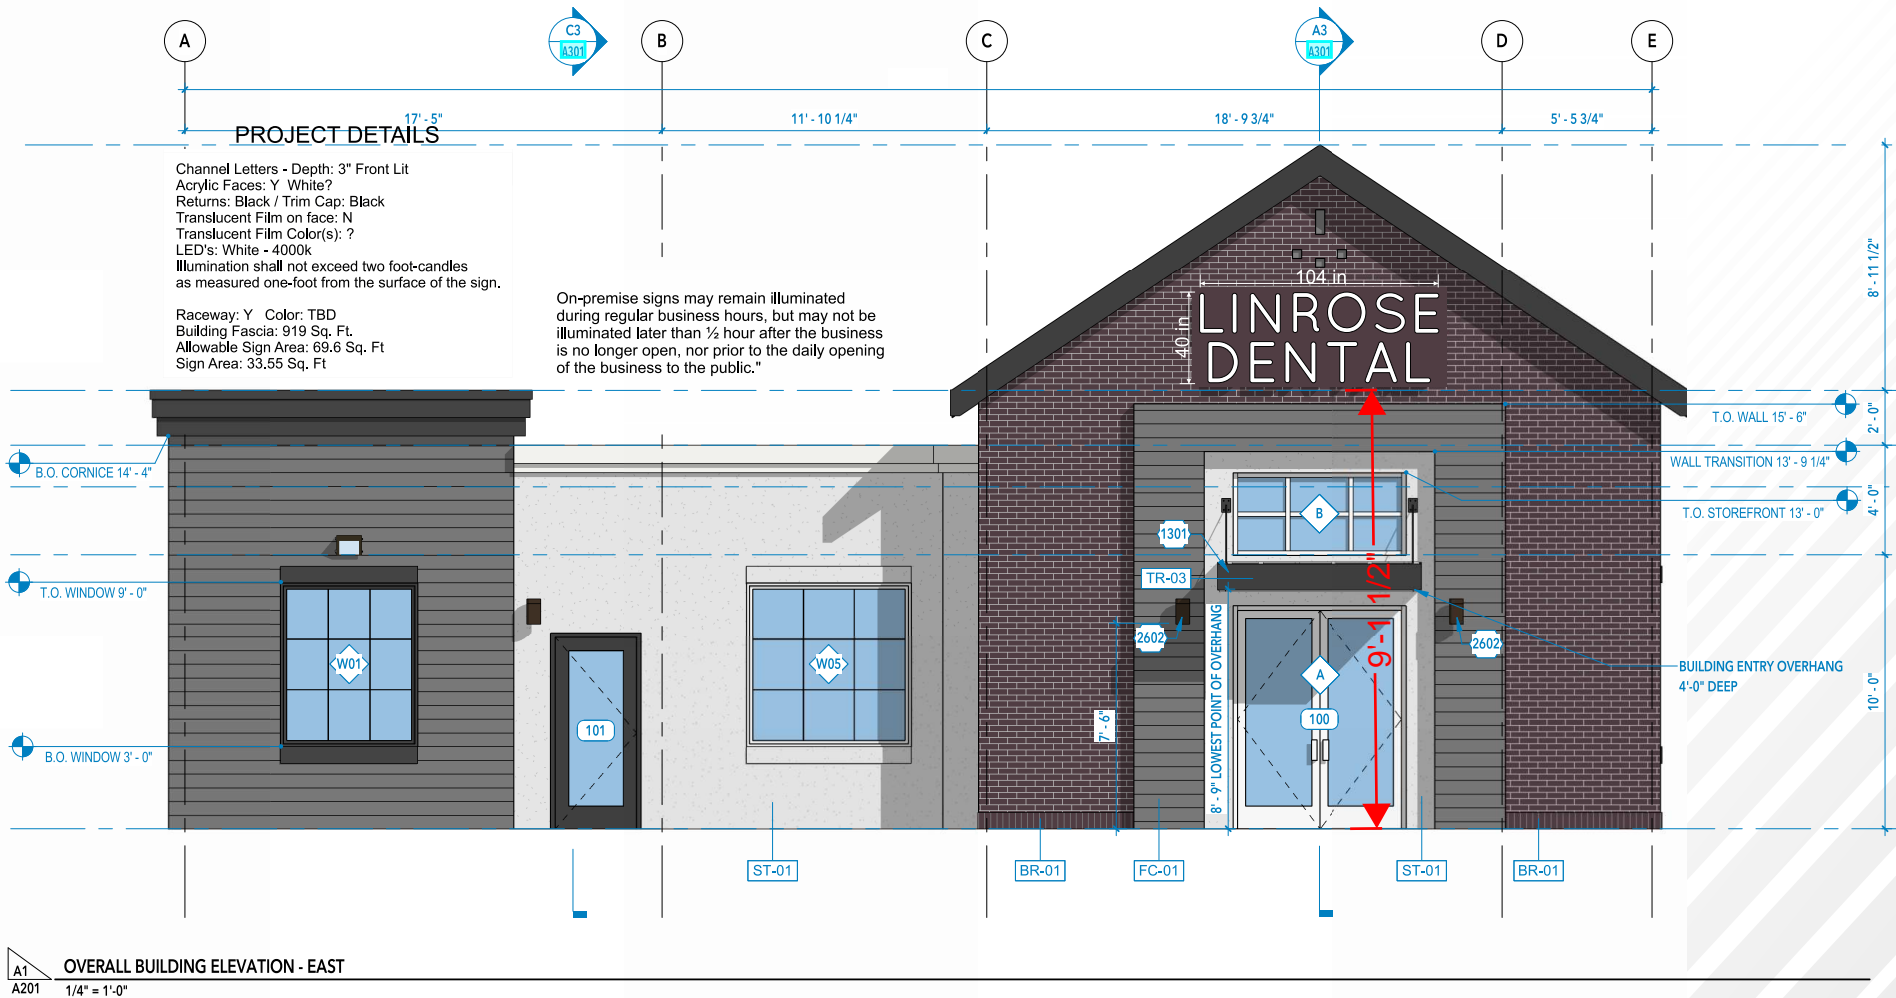 A
C3
A301
B
C
A3
A301
D
E
17' - 5"
11' - 10 1/4"
18' - 9 3/4"
5' - 5 3/4"
PROJECT DETAILS
Channel Letters - Depth: 3" Front Lit
Acrylic Faces: Y  White?
Returns: Black / Trim Cap: Black
Translucent Film on face: N
Translucent Film Color(s): ?
LED's: White - 4000k
Illumination shall not exceed two foot-candles
as measured one-foot from the surface of the sign.
Raceway: Y   Color: TBD
Building Fascia: 919 Sq. Ft.
Allowable Sign Area: 69.6 Sq. Ft
Sign Area: 33.55 Sq. Ft
On-premise signs may remain illuminated
during regular business hours, but may not be
illuminated later than ½ hour after the business
is no longer open, nor prior to the daily opening
of the business to the public."
104 in
40 in
LINROSE
DENTAL
8' - 11 1/2"
2' - 0"
4' - 0"
10' - 0"
T.O. WALL 15' - 6"
WALL TRANSITION 13' - 9 1/4"
T.O. STOREFRONT 13' - 0"
B.O. CORNICE 14' - 4"
T.O. WINDOW 9' - 0"
B.O. WINDOW 3' - 0"
W01
101
W05
B
1301
TR-03
2602
2602
A
100
9'-1 1/2"
7' - 6"
8' - 9" LOWEST POINT OF OVERHANG
BUILDING ENTRY OVERHANG
4'-0" DEEP
ST-01
BR-01
FC-01
ST-01
BR-01
A1
A201
OVERALL BUILDING ELEVATION - EAST
1/4" = 1'-0"